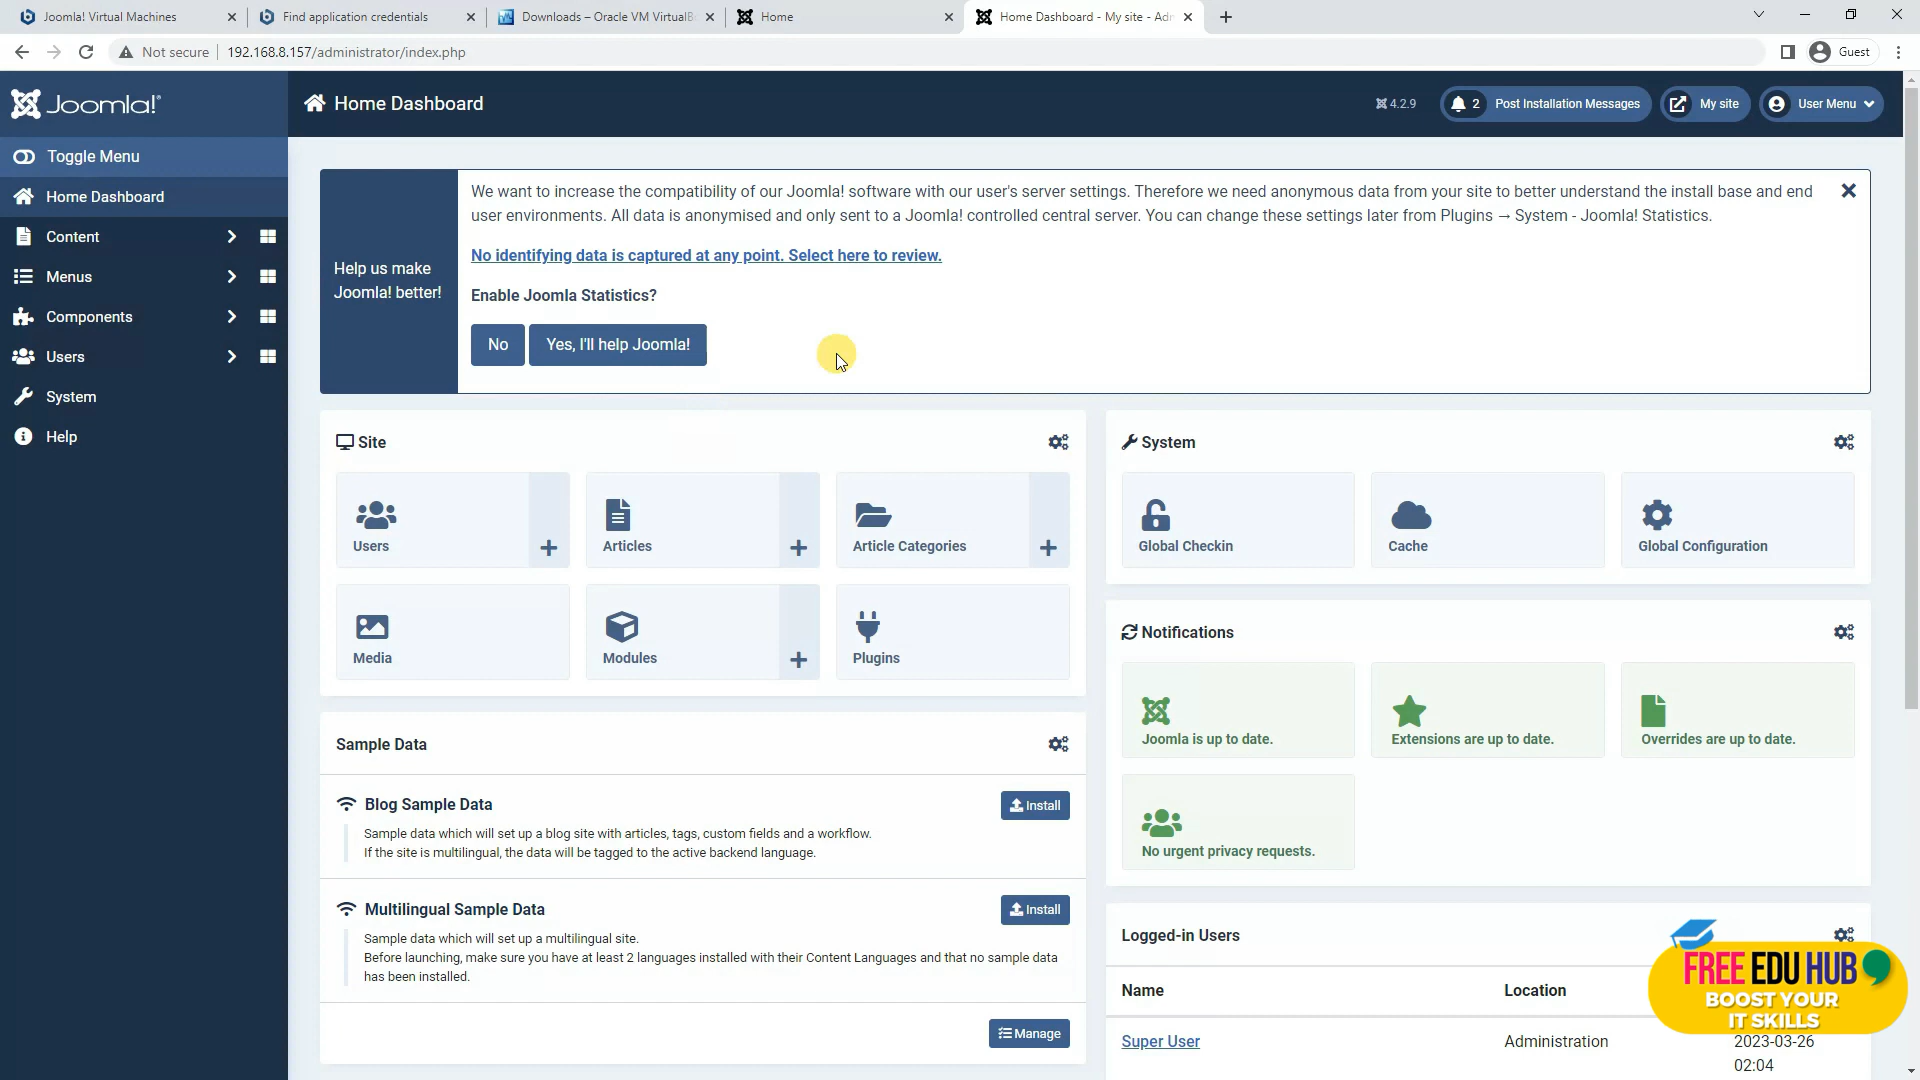 Joomla! Virtual Machines
Find application credentials
Downloads – Oracle VM VirtualB
Home
Home Dashboard - My site - Adm
Not secure
192.168.8.157/administrator/index.php
Guest
Joomla!®
Home Dashboard
4.2.9
2 Post Installation Messages
My site
User Menu
Toggle Menu
Home Dashboard
Content
Menus
Components
Users
System
Help
Help us make
Joomla! better!
We want to increase the compatibility of our Joomla! software with our user's server settings. Therefore we need anonymous data from your site to better understand the install base and end
user environments. All data is anonymised and only sent to a Joomla! controlled central server. You can change these settings later from Plugins → System - Joomla! Statistics.
No identifying data is captured at any point. Select here to review.
Enable Joomla Statistics?
No
Yes, I'll help Joomla!
Site
Users
Articles
Article Categories
Media
Modules
Plugins
Sample Data
Blog Sample Data
Install
Sample data which will set up a blog site with articles, tags, custom fields and a workflow.
If the site is multilingual, the data will be tagged to the active backend language.
Multilingual Sample Data
Install
Sample data which will set up a multilingual site.
Before launching, make sure you have at least 2 languages installed with their Content Languages and that no sample data
has been installed.
Manage
System
Global Checkin
Cache
Global Configuration
Notifications
Joomla is up to date.
Extensions are up to date.
Overrides are up to date.
No urgent privacy requests.
Logged-in Users
Name
Location
Super User
Administration
2023-03-26
02:04
FREE EDU HUB
BOOST YOUR
IT SKILLS